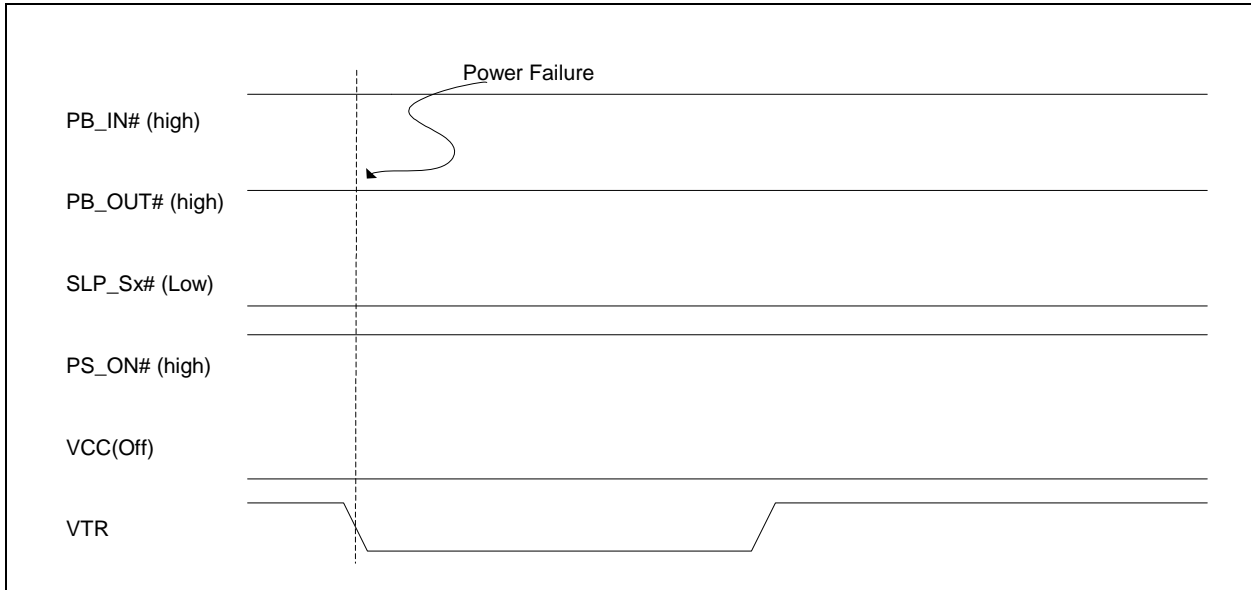 Power Failure
PB_IN# (high)
PB_OUT# (high)
SLP_Sx# (Low)
PS_ON# (high)
VCC(Off)
VTR